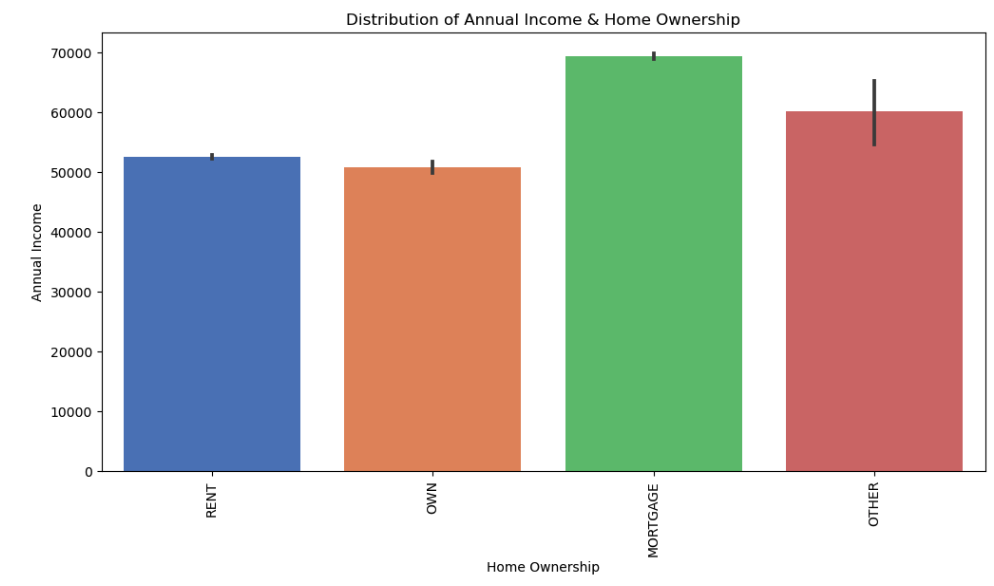 Distribution of Annual Income & Home Ownership
70000
60000
50000
40000
30000
20000
10000
0
Annual Income
RENT
OWN
MORTGAGE
OTHER
Home Ownership